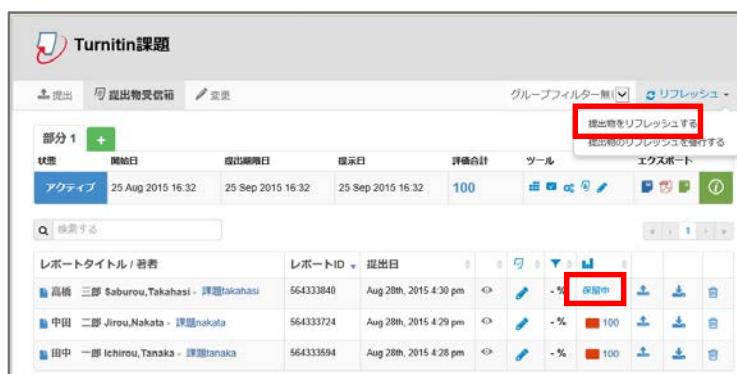 Turnitin課題
提出 提出物受信箱 変更 グループフィルター無し リフレッシュ
提出物をリフレッシュする
提出物のリフレッシュを強行する
部分 1 +
状態 開始日 提出期限日 提示日 評価合計 ツール エクスポート
アクティブ 25 Aug 2015 16:32 25 Sep 2015 16:32 25 Sep 2015 16:32 100
検索する « ‹ 1 › »
レポートタイトル / 著者 レポートID 提出日
高橋 三郎 Saburou,Takahasi - 課題takahasi 564333840 Aug 28th, 2015 4:30 pm - % 保留中
中田 二郎 Jirou,Nakata - 課題nakata 564333724 Aug 28th, 2015 4:29 pm - % 100
田中 一郎 Ichirou,Tanaka - 課題tanaka 564333594 Aug 28th, 2015 4:28 pm - % 100